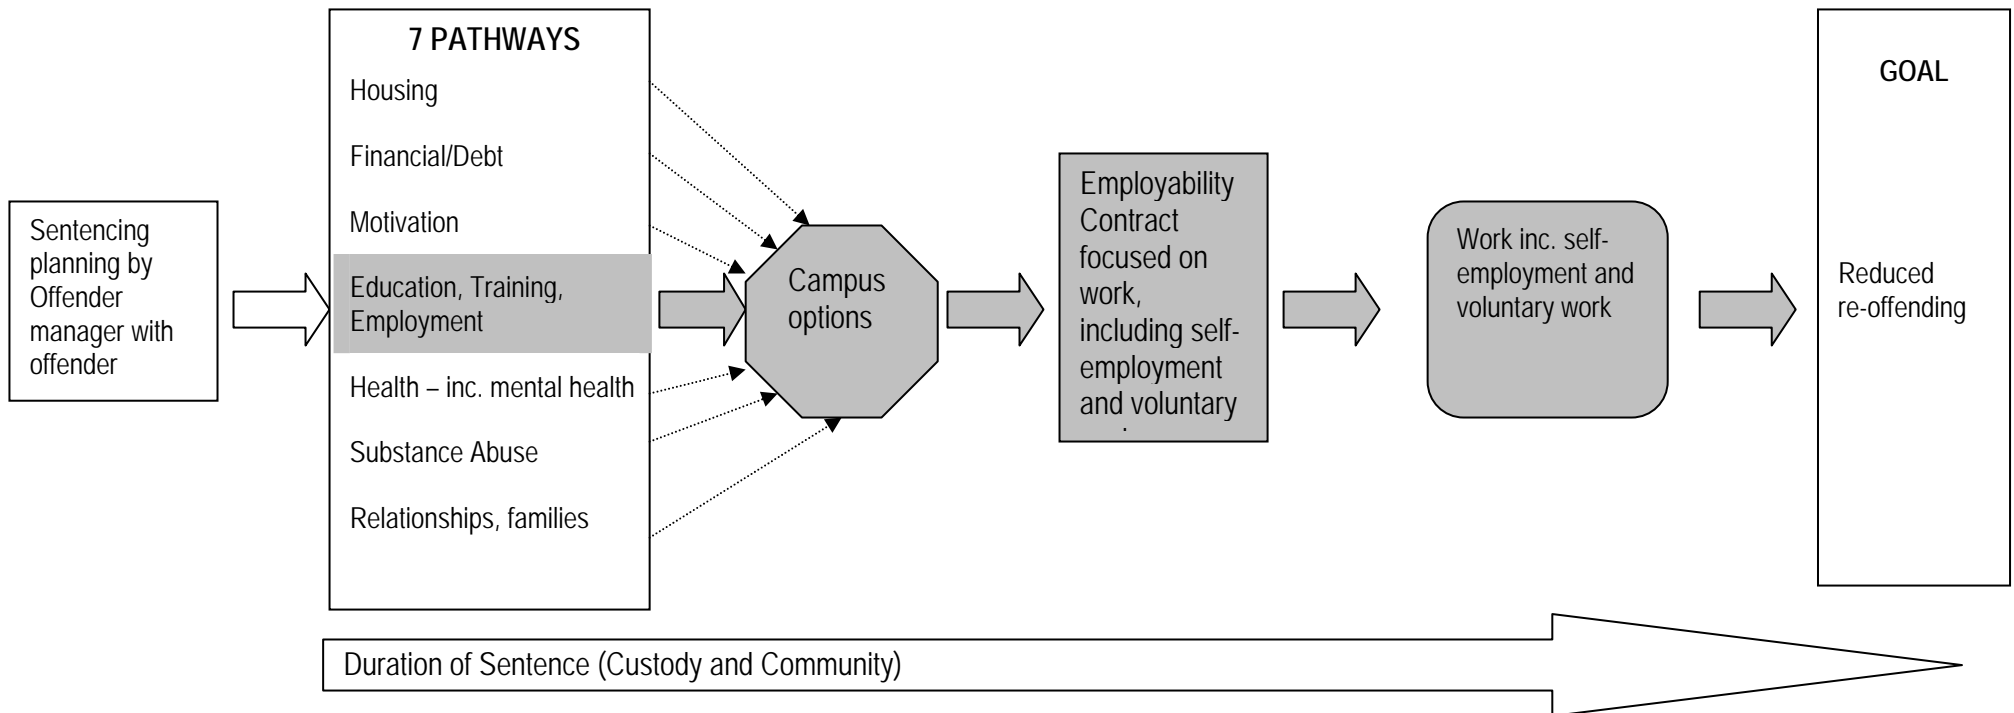 Sentencing
planning by
Offender
manager with
offender
7 PATHWAYS
Housing
Financial/Debt
Motivation
Education, Training,
Employment
Health – inc. mental health
Substance Abuse
Relationships, families
Campus
options
Employability
Contract
focused on
work,
including self-
employment
and voluntary
Work inc. self-
employment and
voluntary work
GOAL
Reduced
re-offending
Duration of Sentence (Custody and Community)